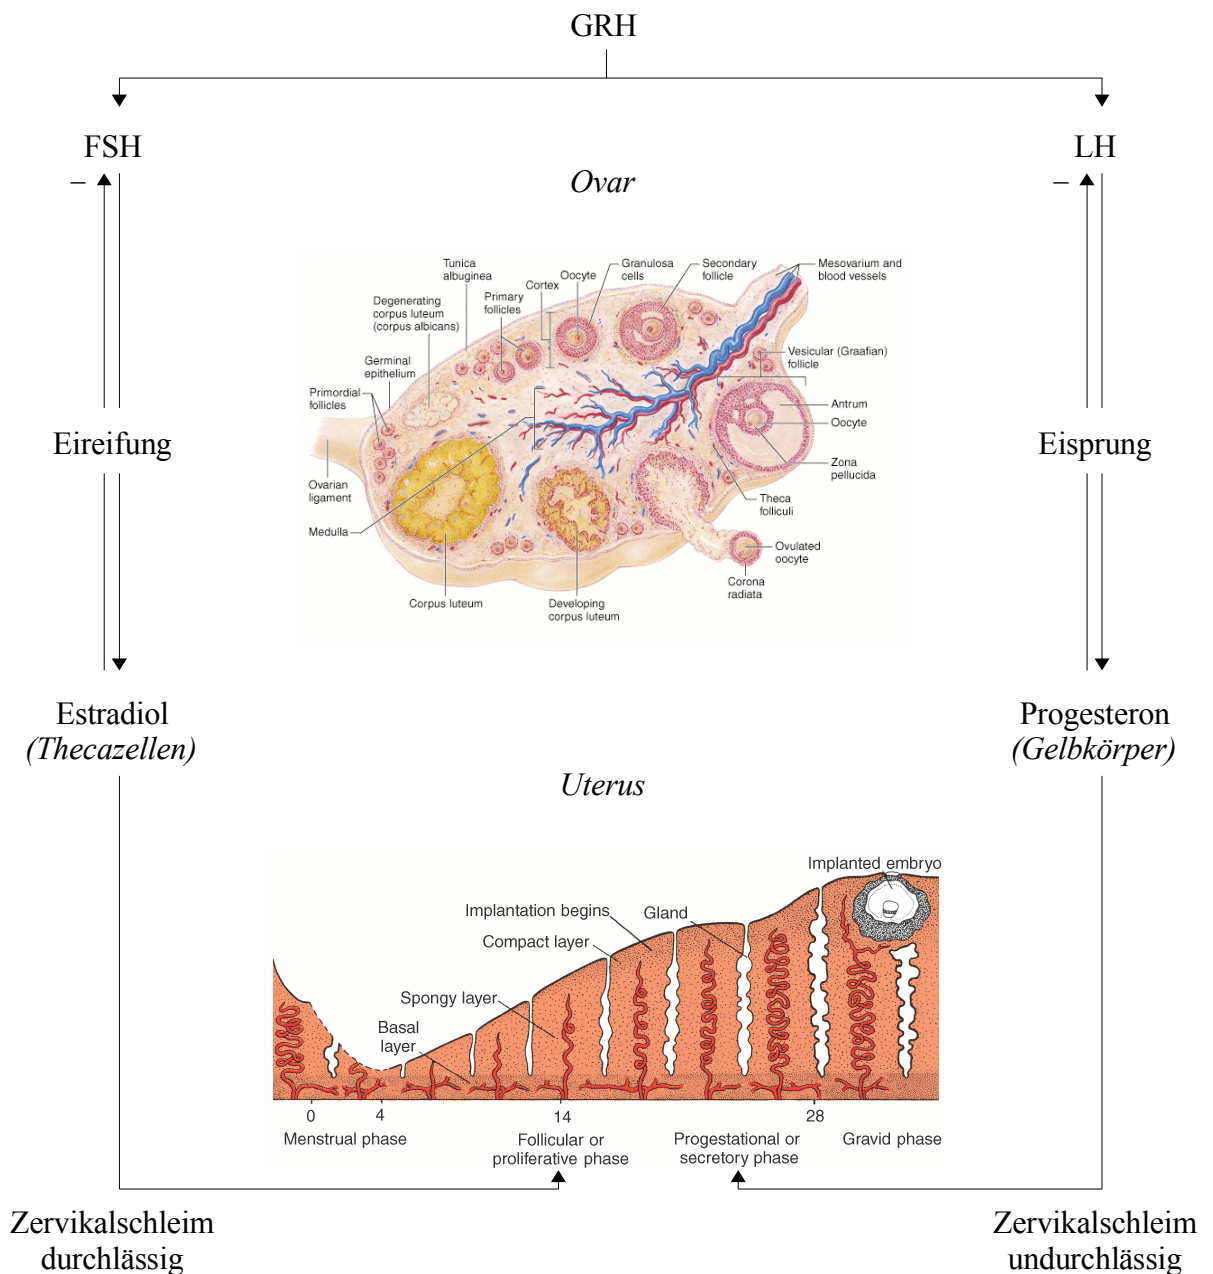 GRH
FSH
LH
–
–
Ovar
Tunica
albuginea
Granulosa
cells
Secondary
follicle
Mesovarium and
blood vessels
Oocyte
Cortex
Degenerating
corpus luteum
(corpus albicans)
Primary
follicles
Vesicular (Graafian)
follicle
Germinal
epithelium
Primordial
follicles
Antrum
Oocyte
Eireifung
Eisprung
Zona
pellucida
Ovarian
ligament
Theca
folliculi
Medulla
Ovulated
oocyte
Corona
radiata
Corpus luteum
Developing
corpus luteum
Estradiol
(Thecazellen)
Progesteron
(Gelbkörper)
Uterus
Implanted embryo
Implantation begins
Gland
Compact layer
Spongy layer
Basal
layer
0 4 14 28
Menstrual phase
Follicular or
proliferative phase
Progestational or
secretory phase
Gravid phase
Zervikalschleim
durchlässig
Zervikalschleim
undurchlässig